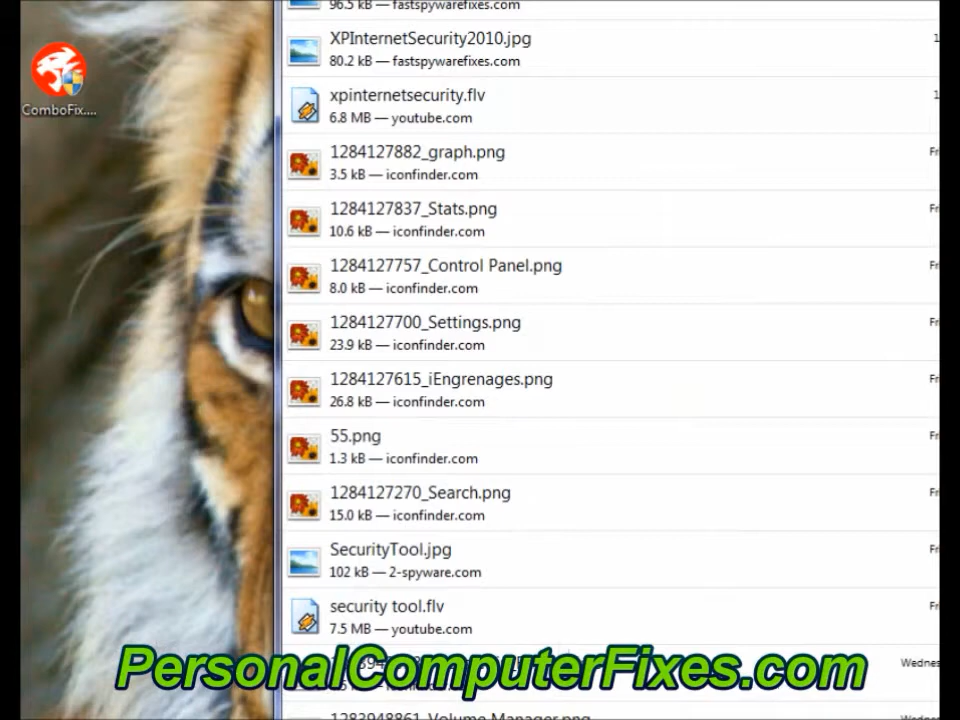 96.5 kB — fastspywarefixes.com
XPInternetSecurity2010.jpg
80.2 kB — fastspywarefixes.com
xpinternetsecurity.flv
6.8 MB — youtube.com
ComboFix....
1284127882_graph.png
3.5 kB — iconfinder.com
1284127837_Stats.png
10.6 kB — iconfinder.com
1284127757_Control Panel.png
8.0 kB — iconfinder.com
1284127700_Settings.png
23.9 kB — iconfinder.com
1284127615_iEngrenages.png
26.8 kB — iconfinder.com
55.png
1.3 kB — iconfinder.com
1284127270_Search.png
15.0 kB — iconfinder.com
SecurityTool.jpg
102 kB — 2-spyware.com
security tool.flv
7.5 MB — youtube.com
PersonalComputerFixes.com
1283948861_Volume Manager.png